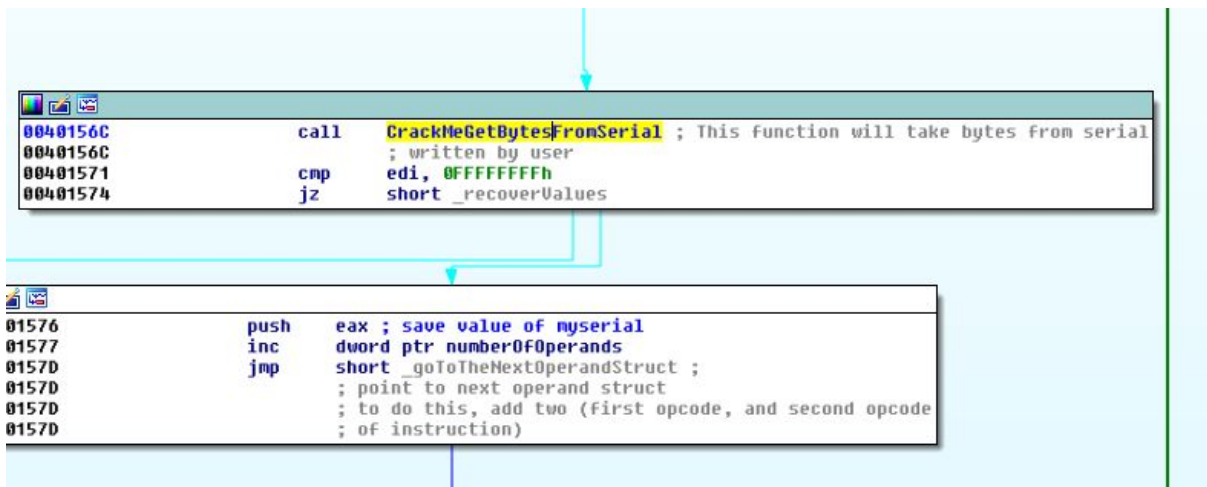 0040156C call CrackMeGetBytesFromSerial ; This function will take bytes from serial
0040156C ; written by user
00401571 cmp edi, 0FFFFFFFFh
00401574 jz short _recoverValues
01576 push eax ; save value of myserial
01577 inc dword ptr numberOfOperands
0157D jmp short _goToTheNextOperandStruct ;
0157D ; point to next operand struct
0157D ; to do this, add two (first opcode, and second opcode
0157D ; of instruction)